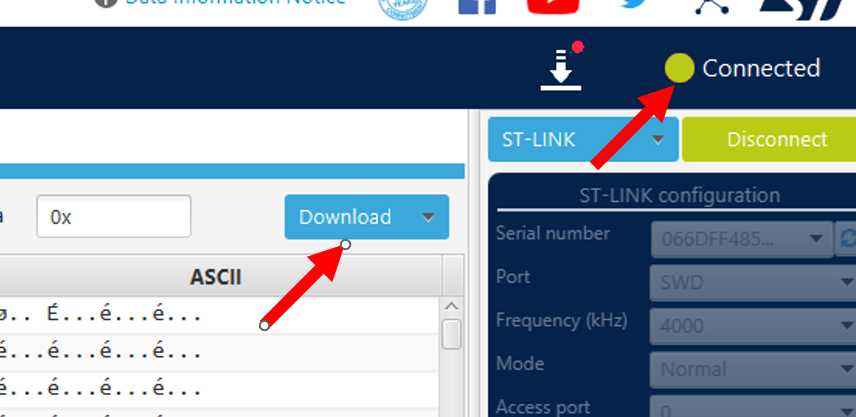 Data Information Notice
Connected
ST-LINK
Disconnect
a
0x
Download
ST-LINK configuration
Serial number
066DFF485...
Port
SWD
ASCII
Frequency (kHz)
4000
ø.. É...é...é...
é...é...é...
Mode
Normal
é...é...é...
Access port
0